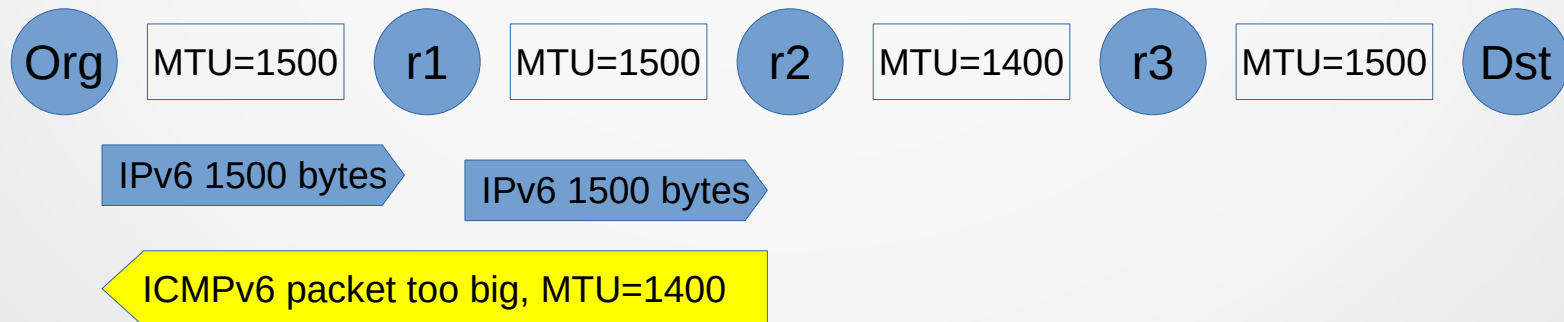 Org MTU=1500 r1 MTU=1500 r2 MTU=1400 r3 MTU=1500 Dst
IPv6 1500 bytes IPv6 1500 bytes
ICMPv6 packet too big, MTU=1400